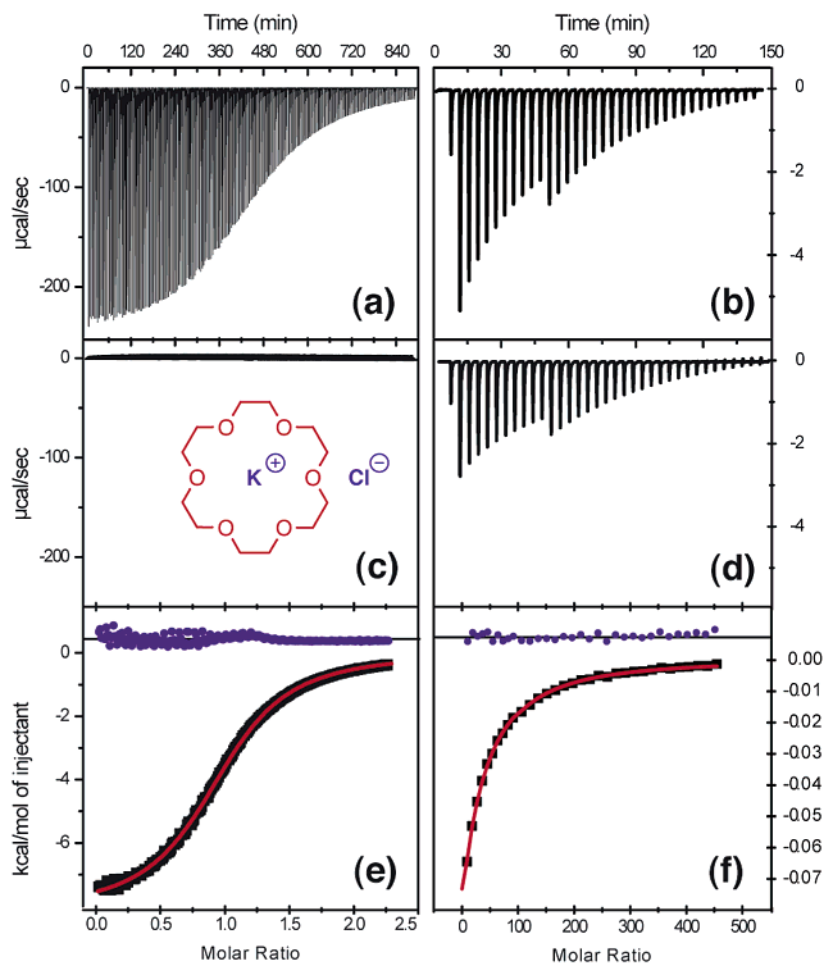 Time (min)
Time (min)
0 120 240 360 480 600 720 840
0 30 60 90 120 150
0
-100
-200
µcal/sec
(a)
0
-2
-4
(b)
0
-100
-200
µcal/sec
O O
O K + O Cl −
O O
(c)
0
-2
-4
(d)
0
-2
-4
-6
kcal/mol of injectant
(e)
0.00
-0.01
-0.02
-0.03
-0.04
-0.05
-0.06
-0.07
(f)
0.0 0.5 1.0 1.5 2.0 2.5
0 100 200 300 400 500
Molar Ratio
Molar Ratio